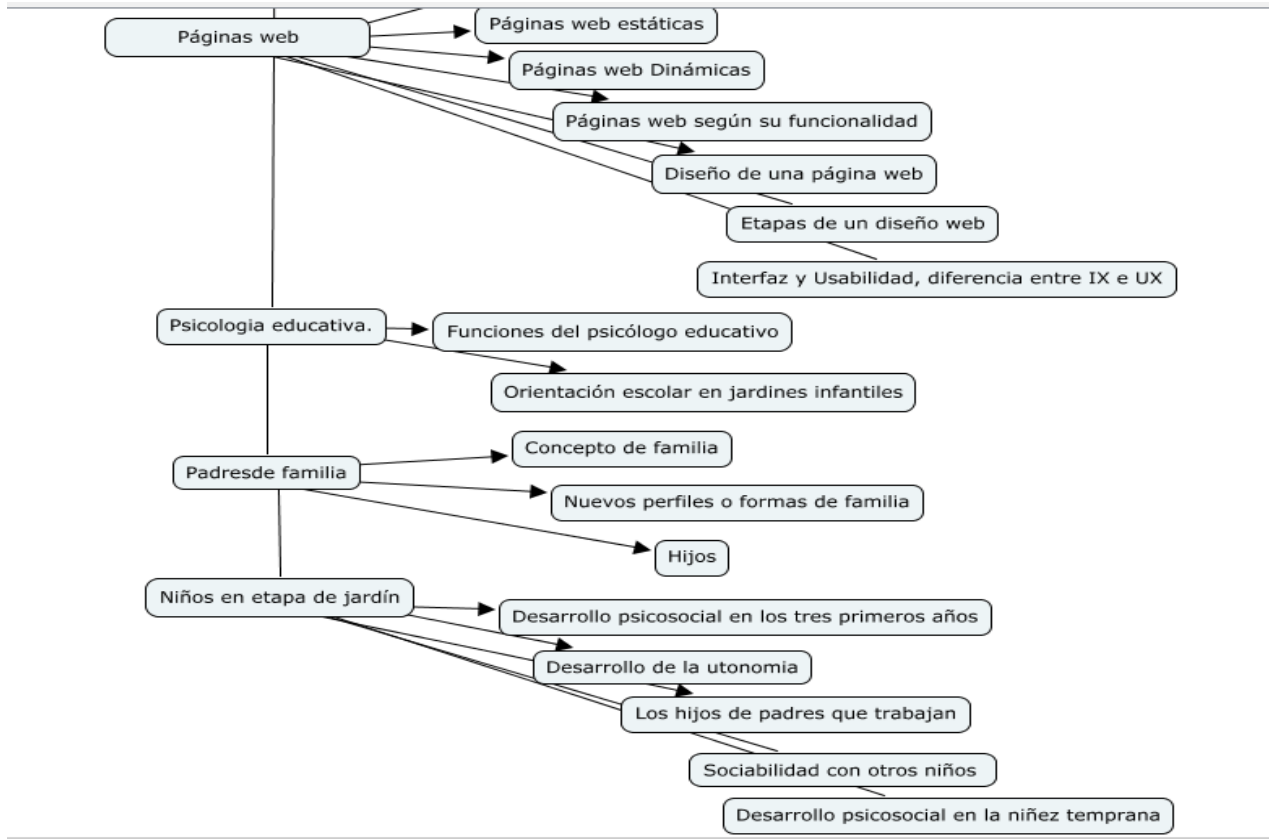 Páginas web
Páginas web estáticas
Páginas web Dinámicas
Páginas web según su funcionalidad
Diseño de una página web
Etapas de un diseño web
Interfaz y Usabilidad, diferencia entre IX e UX
Psicologia educativa.
Funciones del psicólogo educativo
Orientación escolar en jardines infantiles
Padresde familia
Concepto de familia
Nuevos perfiles o formas de familia
Hijos
Niños en etapa de jardín
Desarrollo psicosocial en los tres primeros años
Desarrollo de la utonomia
Los hijos de padres que trabajan
Sociabilidad con otros niños
Desarrollo psicosocial en la niñez temprana